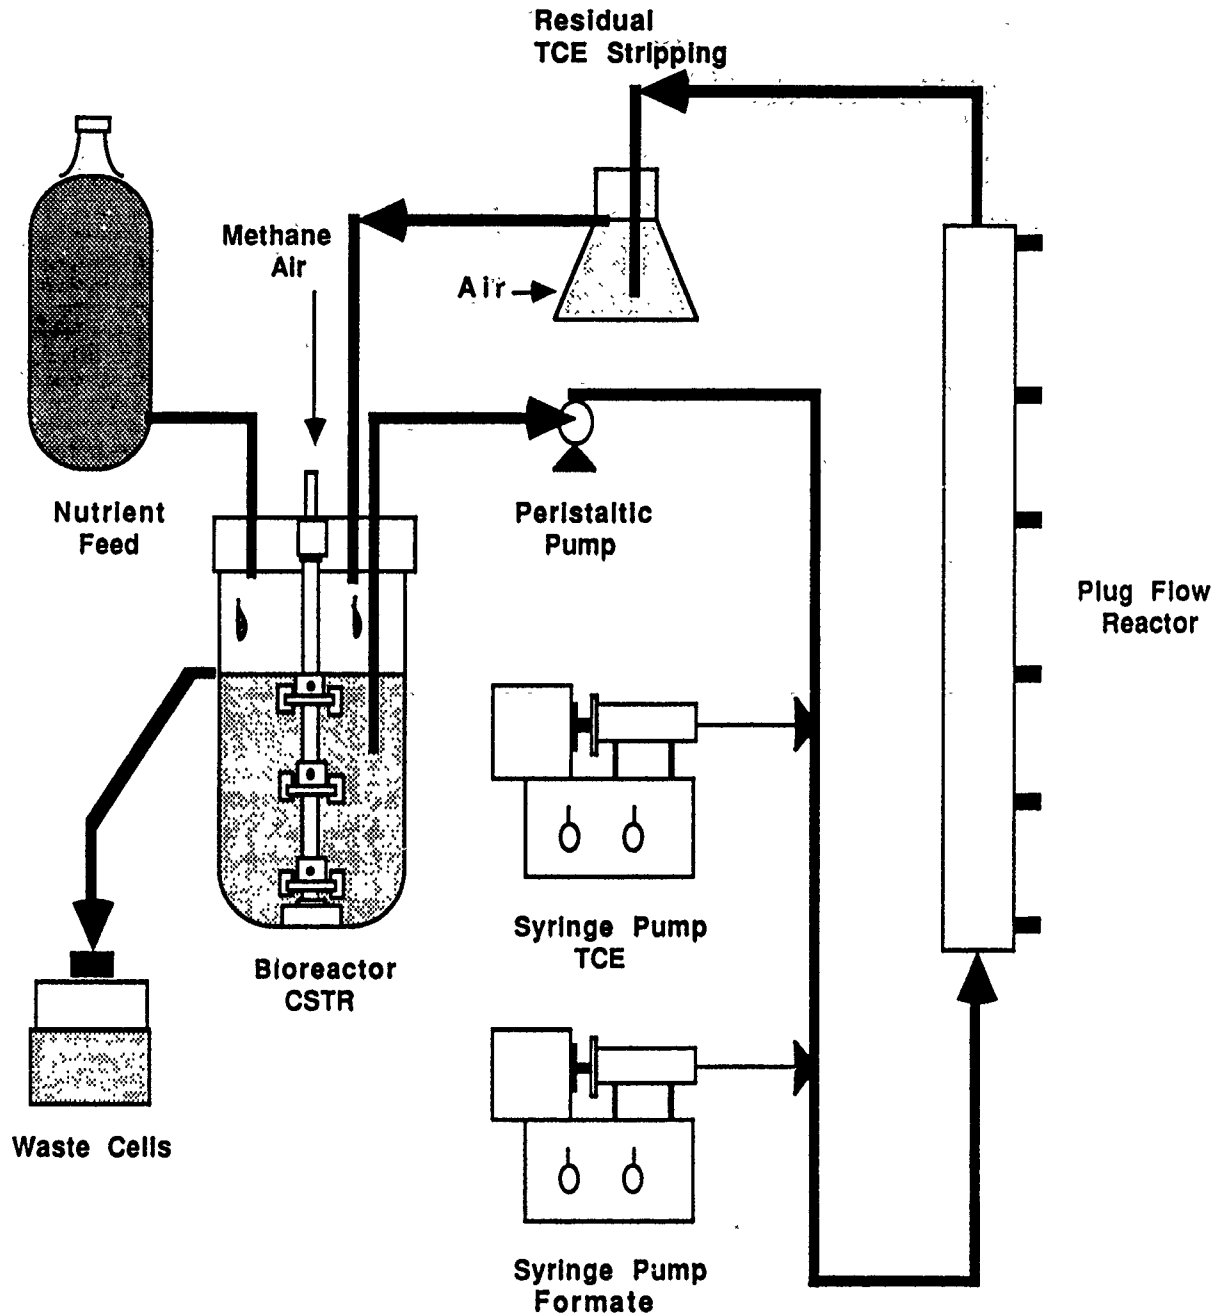 Residual
TCE Stripping
Methane
Air
Air
Nutrient
Feed
Peristaltic
Pump
Plug Flow
Reactor
Syringe Pump
TCE
Bioreactor
CSTR
Waste Cells
Syringe Pump
Formate